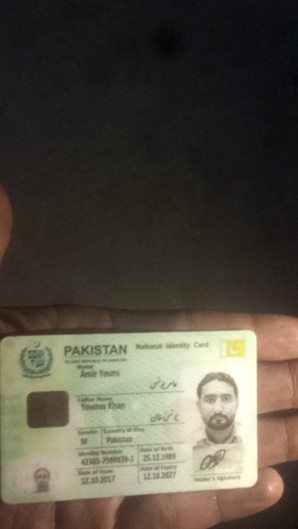 PAKISTAN National Identity Card
ISLAMIC REPUBLIC OF PAKISTAN
Name
Amir Youns
عامر یونس
Father Name
Younus Khan
یونس خان
Gender Country of Stay
M Pakistan
Identity Number Date of Birth
42301-7599839-1 25.12.1989
Date of Issue Date of Expiry
12.10.2017 12.10.2027
Holder's Signature